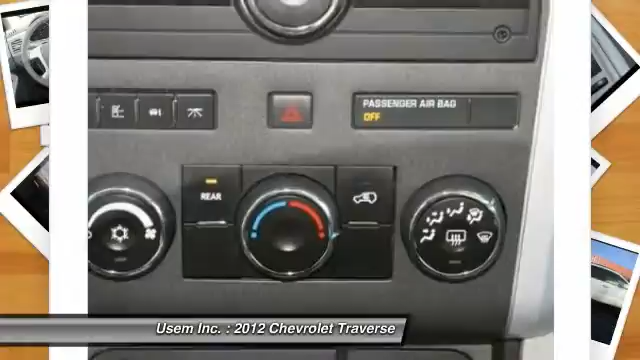 PASSENGER AIR BAG
OFF
REAR
Usem Inc. : 2012 Chevrolet Traverse